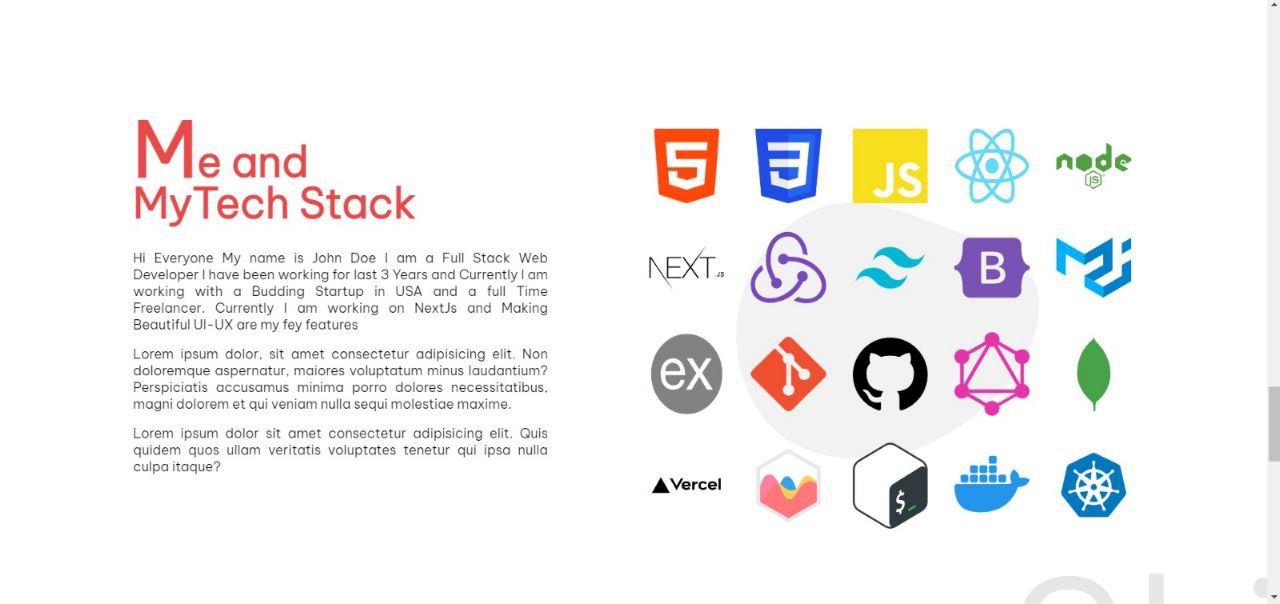 Me and
MyTech Stack
Hi Everyone My name is John Doe I am a Full Stack Web
Developer I have been working for last 3 Years and Currently I am
working with a Budding Startup in USA and a full Time
Freelancer. Currently I am working on NextJs and Making
Beautiful UI-UX are my fey features
Lorem ipsum dolor, sit amet consectetur adipisicing elit. Non
doloremque aspernatur, maiores voluptatum minus laudantium?
Perspiciatis accusamus minima porro dolores necessitatibus,
magni dolorem et qui veniam nulla sequi molestiae maxime.
Lorem ipsum dolor sit amet consectetur adipisicing elit. Quis
quidem quos ullam veritatis voluptates tenetur qui ipsa nulla
culpa itaque?
5 3 JS node JS
NEXT.JS B
ex
Vercel $_